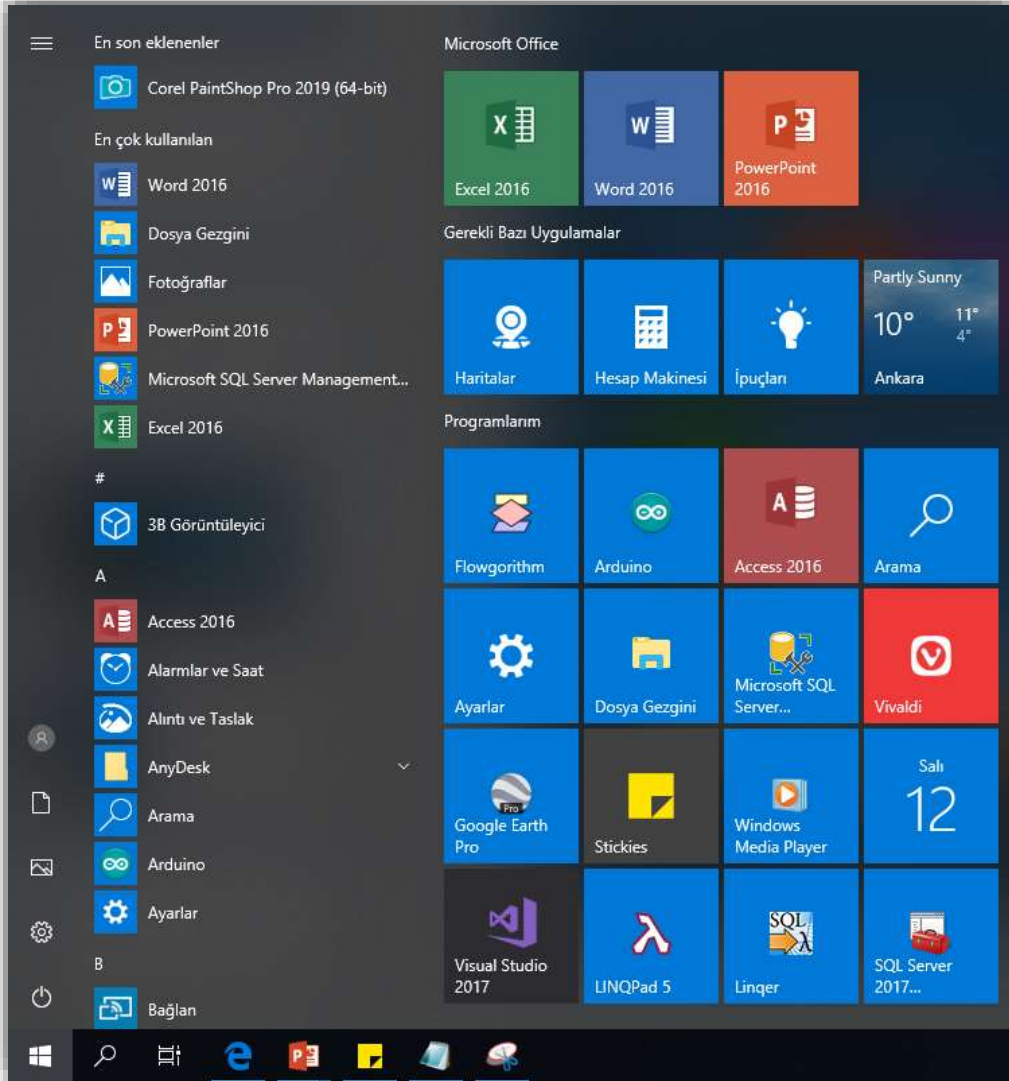 En son eklenenler
Corel PaintShop Pro 2019 (64-bit)
En çok kullanılan
Word 2016
Dosya Gezgini
Fotoğraflar
PowerPoint 2016
Microsoft SQL Server Management...
Excel 2016
#
3B Görüntüleyici
A
Access 2016
Alarmlar ve Saat
Alıntı ve Taslak
AnyDesk
Arama
Arduino
Ayarlar
B
Bağlan
Microsoft Office
Excel 2016
Word 2016
PowerPoint
2016
Gerekli Bazı Uygulamalar
Haritalar
Hesap Makinesi
İpuçları
Partly Sunny
10°
11°
4°
Ankara
Programlarım
Flowgorithm
Arduino
Access 2016
Arama
Ayarlar
Dosya Gezgini
Microsoft SQL
Server...
Vivaldi
Pro
Google Earth
Pro
Stickies
Windows
Media Player
Salı
12
Visual Studio
2017
LINQPad 5
SQL
λ
Linqer
SQL Server
2017...